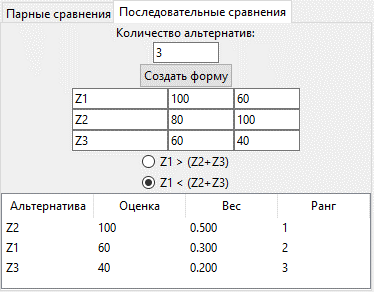 Парные сравнения Последовательные сравнения
Количество альтернатив:
3
Создать форму
Z1 100 60
Z2 80 100
Z3 60 40
Z1 > (Z2+Z3)
Z1 < (Z2+Z3)
Альтернатива Оценка Вес Ранг
Z2 100 0.500 1
Z1 60 0.300 2
Z3 40 0.200 3